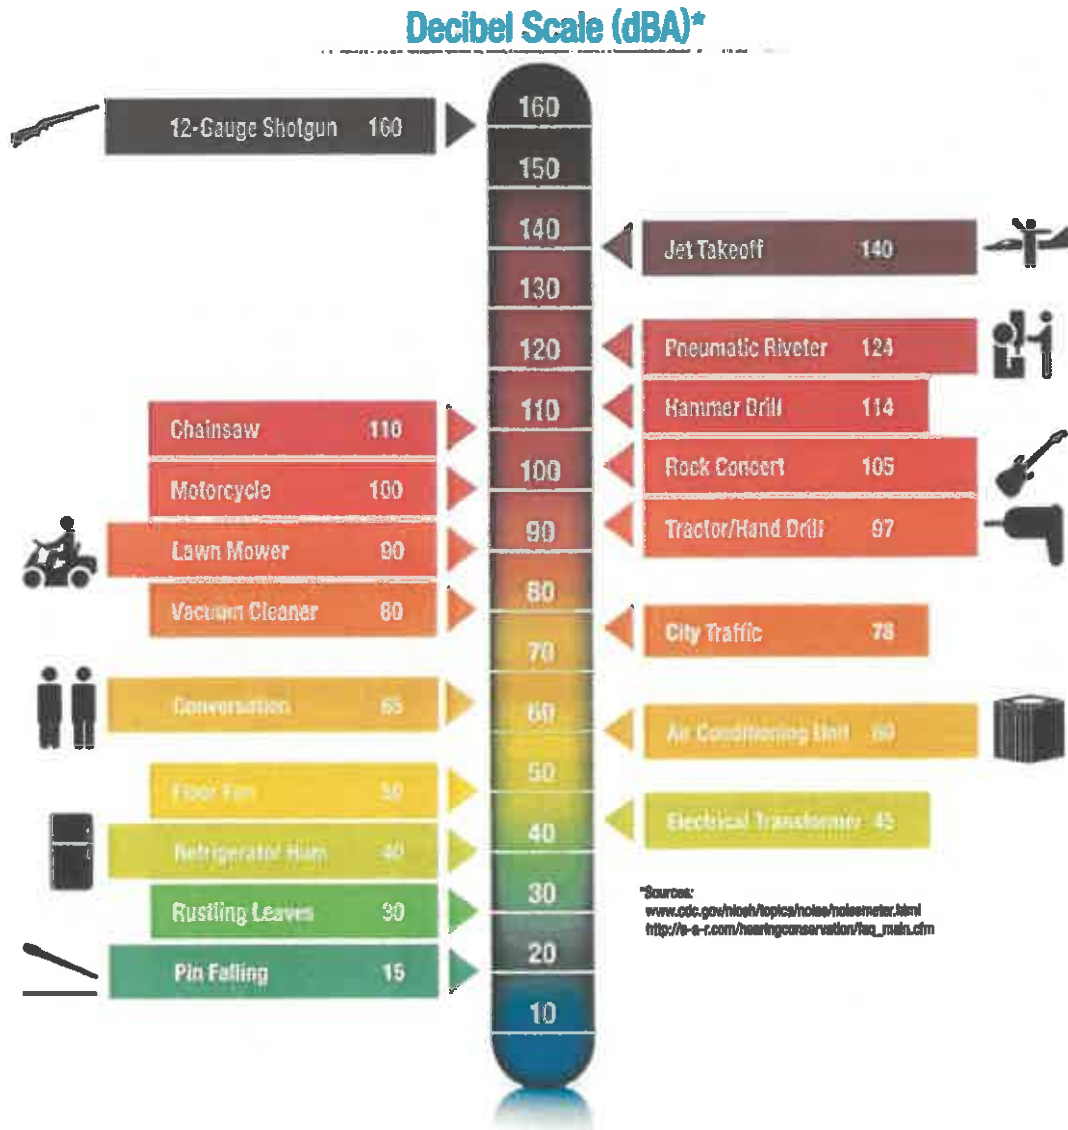 Decibel Scale (dBA)*
12-Gauge Shotgun 160
Chainsaw 110
Motorcycle 100
Lawn Mower 90
Vacuum Cleaner 80
Conversation 65
Floor Fan 50
Refrigerator Hum 40
Rustling Leaves 30
Pin Falling 15
160
150
140
130
120
110
100
90
80
70
60
50
40
30
20
10
Jet Takeoff 140
Pneumatic Riveter 124
Hammer Drill 114
Rock Concert 105
Tractor/Hand Drill 97
City Traffic 78
Air Conditioning Unit 60
Electrical Transformer 45
*Sources:
www.cdc.gov/niosh/topics/noise/noisemeter.html
http://e-a-r.com/hearingconservation/faq_main.cfm